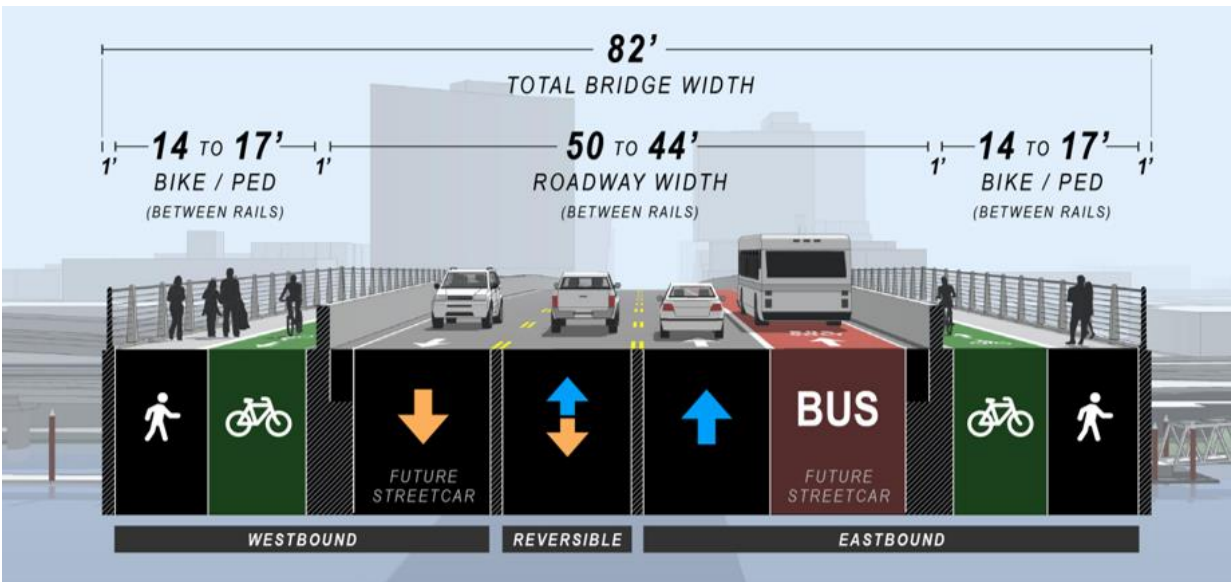 82’
TOTAL BRIDGE WIDTH
1’
14 TO 17’
BIKE / PED
(BETWEEN RAILS)
1’
50 TO 44’
ROADWAY WIDTH
(BETWEEN RAILS)
1’
14 TO 17’
BIKE / PED
(BETWEEN RAILS)
1’
FUTURE
STREETCAR
BUS
FUTURE
STREETCAR
WESTBOUND
REVERSIBLE
EASTBOUND